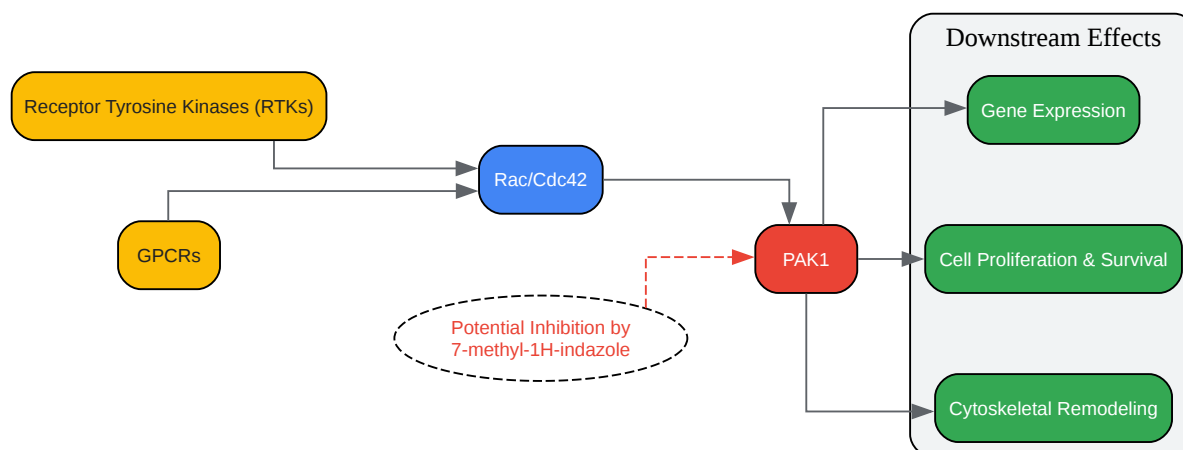 Downstream Effects
Receptor Tyrosine Kinases (RTKs)
Gene Expression
Rac/Cdc42
GPCRs
PAK1
Cell Proliferation & Survival
Potential Inhibition by
7-methyl-1H-indazole
Cytoskeletal Remodeling